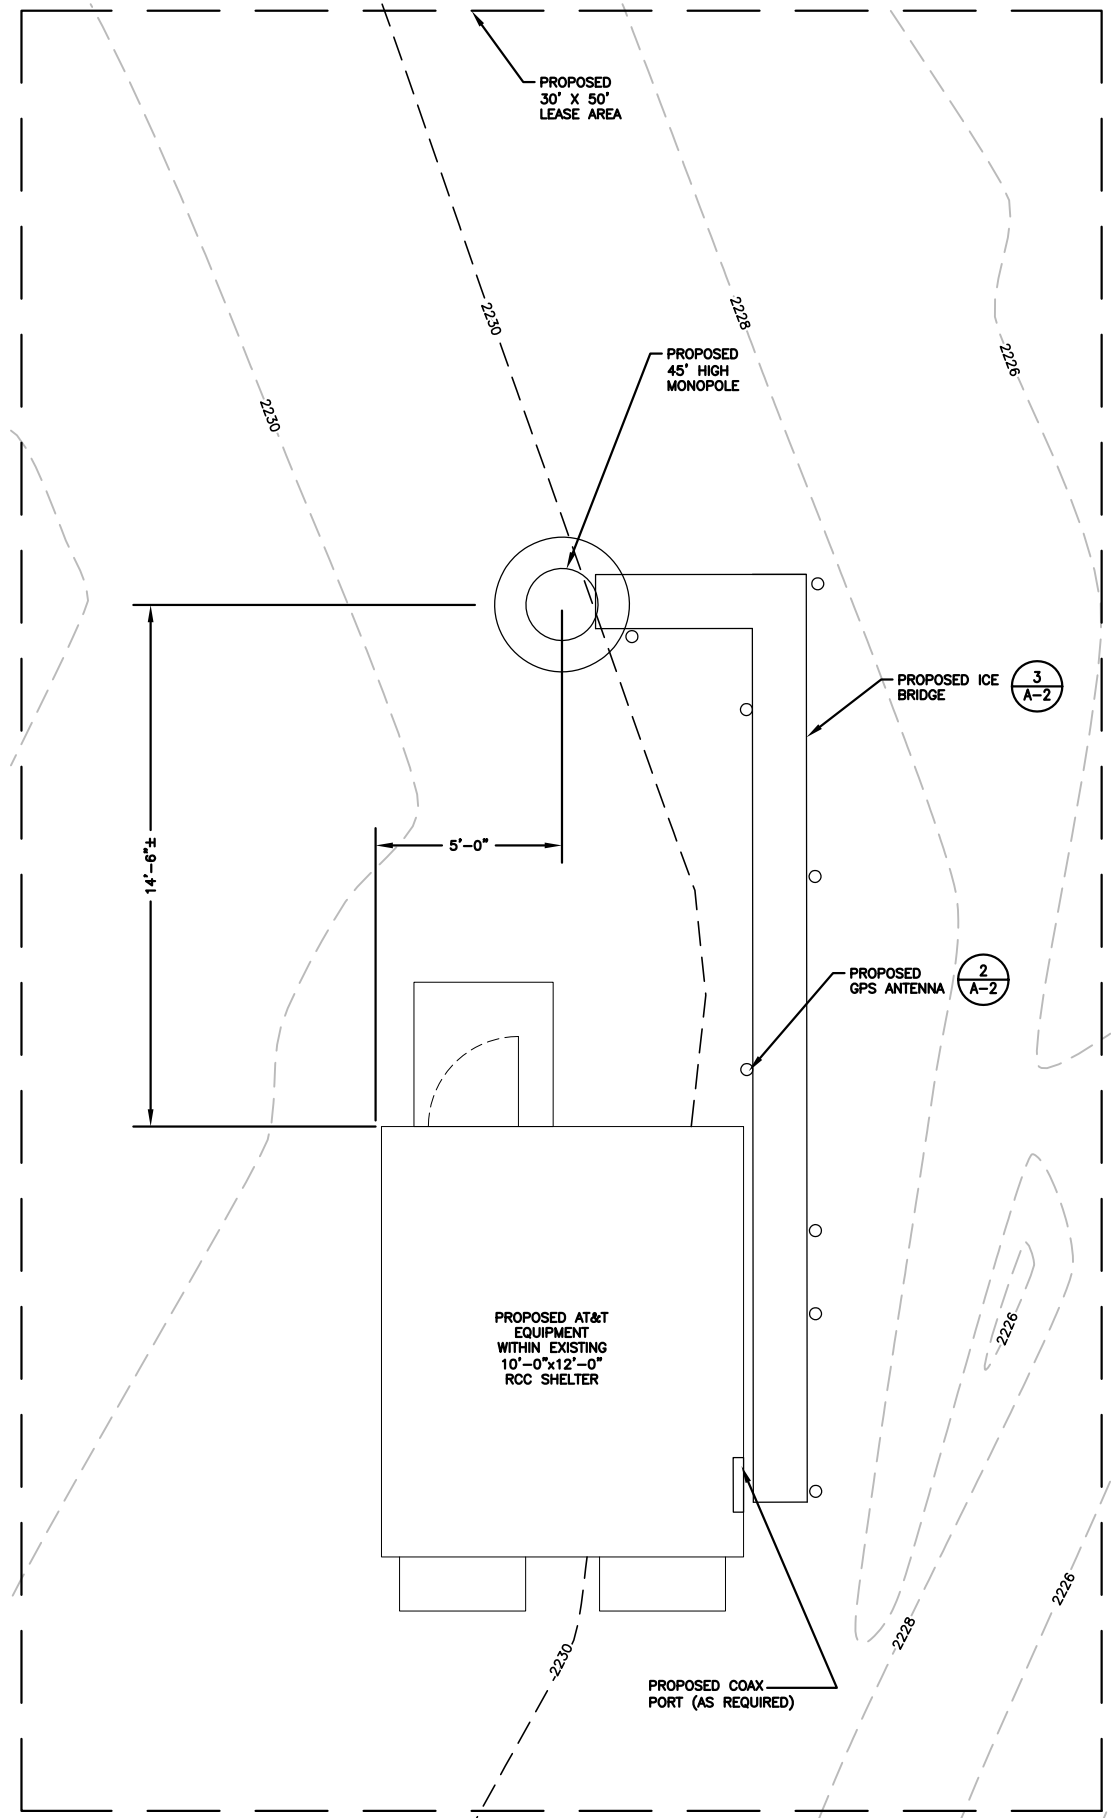 PROPOSED
30' X 50'
LEASE AREA
2230
2228
2226
PROPOSED
45' HIGH
MONOPOLE
2230
PROPOSED ICE
BRIDGE
3
A-2
14'-6"±
5'-0"
PROPOSED
GPS ANTENNA
2
A-2
PROPOSED AT&T
EQUIPMENT
WITHIN EXISTING
10'-0"x12'-0"
RCC SHELTER
2226
2226
2228
2230
PROPOSED COAX
PORT (AS REQUIRED)